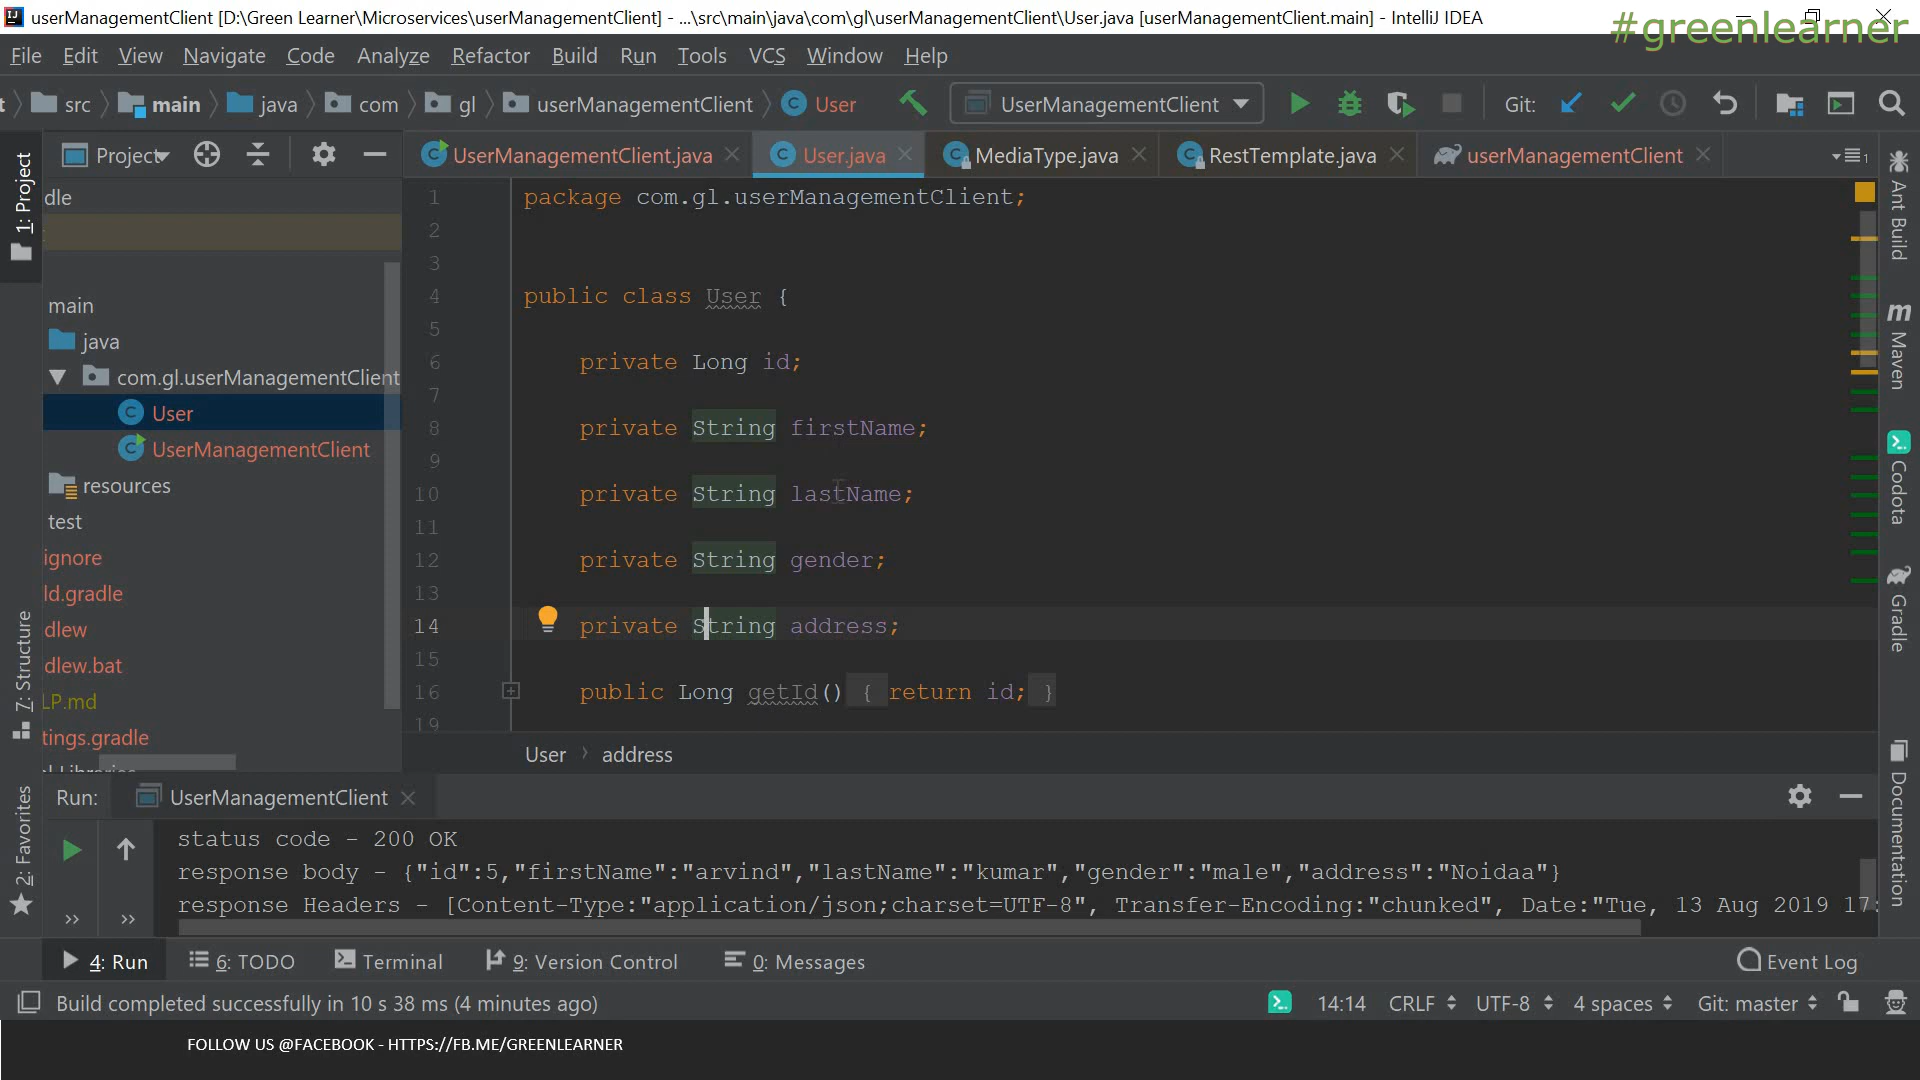 userManagementClient [D:\Green Learner\Microservices\userManagementClient] - ...\src\main\java\com\gl\userManagementClient\User.java [userManagementClient.main] - IntelliJ IDEA
#greenlearner
File Edit View Navigate Code Analyze Refactor Build Run Tools VCS Window Help
src main java com gl userManagementClient User UserManagementClient Git:
Project UserManagementClient.java User.java MediaType.java RestTemplate.java userManagementClient
1: Project
7: Structure
2: Favorites
dle
main
java
com.gl.userManagementClient
User
UserManagementClient
resources
test
ignore
ld.gradle
dlew
dlew.bat
LP.md
tings.gradle
1 package com.gl.userManagementClient;
2
3
4 public class User {
5
6 private Long id;
7
8 private String firstName;
9
10 private String lastName;
11
12 private String gender;
13
14 private String address;
15
16 public Long getId() { return id; }
19
User › address
Ant Build
Maven
Codota
Gradle
Documentation
Run: UserManagementClient
status code - 200 OK
response body - {"id":5,"firstName":"arvind","lastName":"kumar","gender":"male","address":"Noidaa"}
response Headers - [Content-Type:"application/json;charset=UTF-8", Transfer-Encoding:"chunked", Date:"Tue, 13 Aug 2019 17:
4: Run 6: TODO Terminal 9: Version Control 0: Messages Event Log
Build completed successfully in 10 s 38 ms (4 minutes ago) 14:14 CRLF UTF-8 4 spaces Git: master
FOLLOW US @FACEBOOK - HTTPS://FB.ME/GREENLEARNER